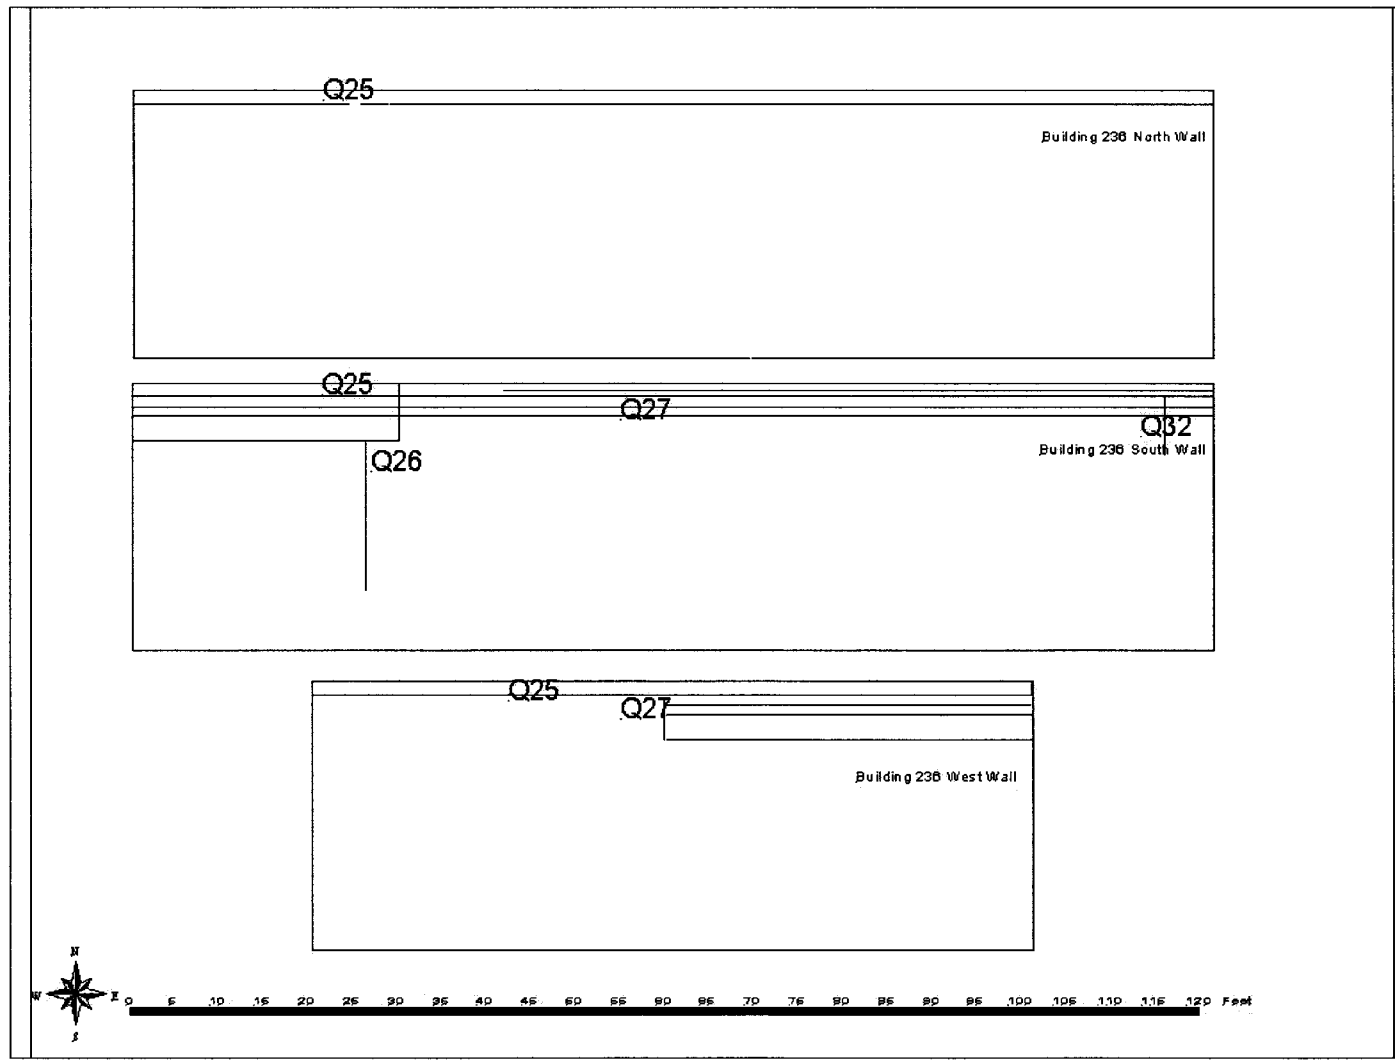 Q25
Building 236 North Wall
Q25
Q27
Q32
Building 236 South Wall
Q26
Q25
Q27
Building 236 West Wall
N
W E 0 5 10 15 20 25 30 35 40 45 50 55 60 65 70 75 80 85 90 95 100 105 110 115 120 Feet
S